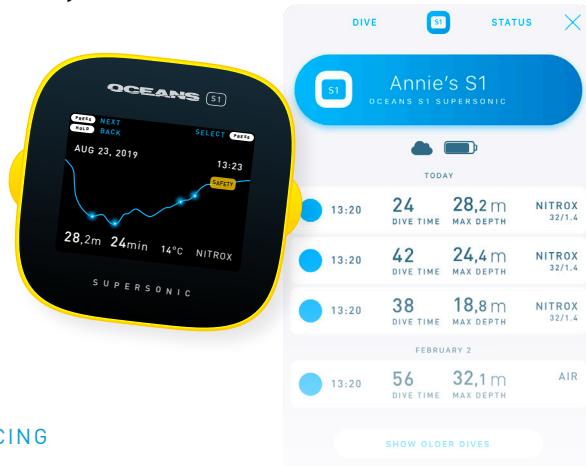 OCEANS S1
PRESS NEXT
HOLD BACK
SELECT PRESS
AUG 23, 2019
13:23
SAFETY
28,2m 24min 14°C NITROX
SUPERSONIC
CING
DIVE S1 STATUS
S1
Annie's S1
OCEANS S1 SUPERSONIC
TODAY
13:20 24 28,2 m NITROX
DIVE TIME MAX DEPTH 32/1.4
13:20 42 24,4 m NITROX
DIVE TIME MAX DEPTH 32/1.4
13:20 38 18,8 m NITROX
DIVE TIME MAX DEPTH 32/1.4
FEBRUARY 2
13:20 56 32,1 m AIR
DIVE TIME MAX DEPTH
SHOW OLDER DIVES